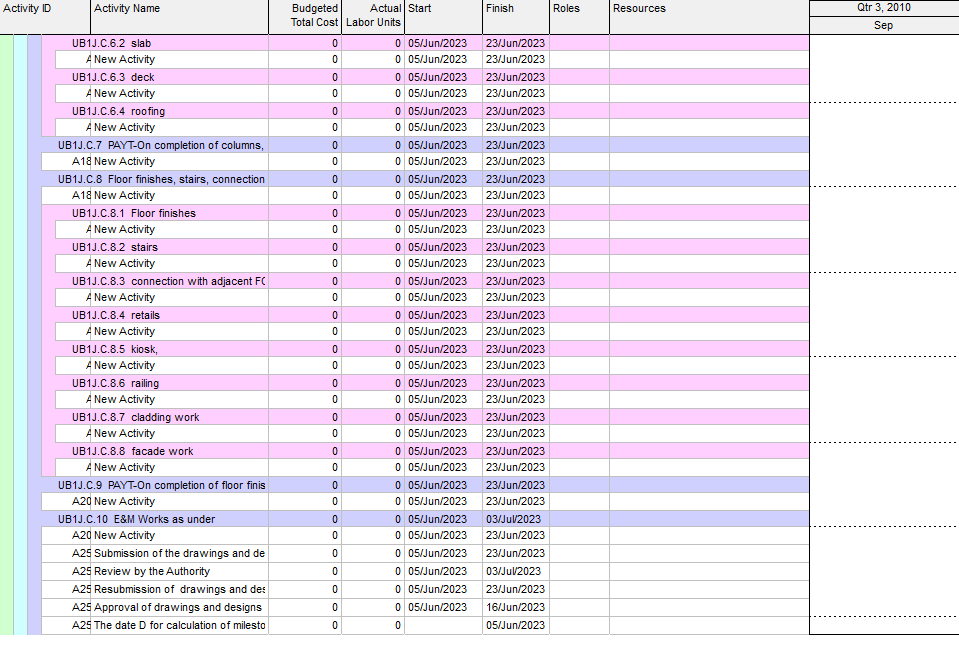 Activity ID Activity Name Budgeted Total Cost Actual Labor Units Start Finish Roles Resources Qtr 3, 2010
Sep
UB1J.C.6.2 slab 0 0 05/Jun/2023 23/Jun/2023
A New Activity 0 0 05/Jun/2023 23/Jun/2023
UB1J.C.6.3 deck 0 0 05/Jun/2023 23/Jun/2023
A New Activity 0 0 05/Jun/2023 23/Jun/2023
UB1J.C.6.4 roofing 0 0 05/Jun/2023 23/Jun/2023
A New Activity 0 0 05/Jun/2023 23/Jun/2023
UB1J.C.7 PAYT-On completion of columns, 0 0 05/Jun/2023 23/Jun/2023
A18 New Activity 0 0 05/Jun/2023 23/Jun/2023
UB1J.C.8 Floor finishes, stairs, connection 0 0 05/Jun/2023 23/Jun/2023
A18 New Activity 0 0 05/Jun/2023 23/Jun/2023
UB1J.C.8.1 Floor finishes 0 0 05/Jun/2023 23/Jun/2023
A New Activity 0 0 05/Jun/2023 23/Jun/2023
UB1J.C.8.2 stairs 0 0 05/Jun/2023 23/Jun/2023
A New Activity 0 0 05/Jun/2023 23/Jun/2023
UB1J.C.8.3 connection with adjacent FO 0 0 05/Jun/2023 23/Jun/2023
A New Activity 0 0 05/Jun/2023 23/Jun/2023
UB1J.C.8.4 retails 0 0 05/Jun/2023 23/Jun/2023
A New Activity 0 0 05/Jun/2023 23/Jun/2023
UB1J.C.8.5 kiosk, 0 0 05/Jun/2023 23/Jun/2023
A New Activity 0 0 05/Jun/2023 23/Jun/2023
UB1J.C.8.6 railing 0 0 05/Jun/2023 23/Jun/2023
A New Activity 0 0 05/Jun/2023 23/Jun/2023
UB1J.C.8.7 cladding work 0 0 05/Jun/2023 23/Jun/2023
A New Activity 0 0 05/Jun/2023 23/Jun/2023
UB1J.C.8.8 facade work 0 0 05/Jun/2023 23/Jun/2023
A New Activity 0 0 05/Jun/2023 23/Jun/2023
UB1J.C.9 PAYT-On completion of floor finis 0 0 05/Jun/2023 23/Jun/2023
A20 New Activity 0 0 05/Jun/2023 23/Jun/2023
UB1J.C.10 E&M Works as under 0 0 05/Jun/2023 03/Jul/2023
A20 New Activity 0 0 05/Jun/2023 23/Jun/2023
A25 Submission of the drawings and de 0 0 05/Jun/2023 23/Jun/2023
A25 Review by the Authority 0 0 05/Jun/2023 03/Jul/2023
A25 Resubmission of drawings and des 0 0 05/Jun/2023 23/Jun/2023
A25 Approval of drawings and designs 0 0 05/Jun/2023 16/Jun/2023
A25 The date D for calculation of milesto 0 0 05/Jun/2023